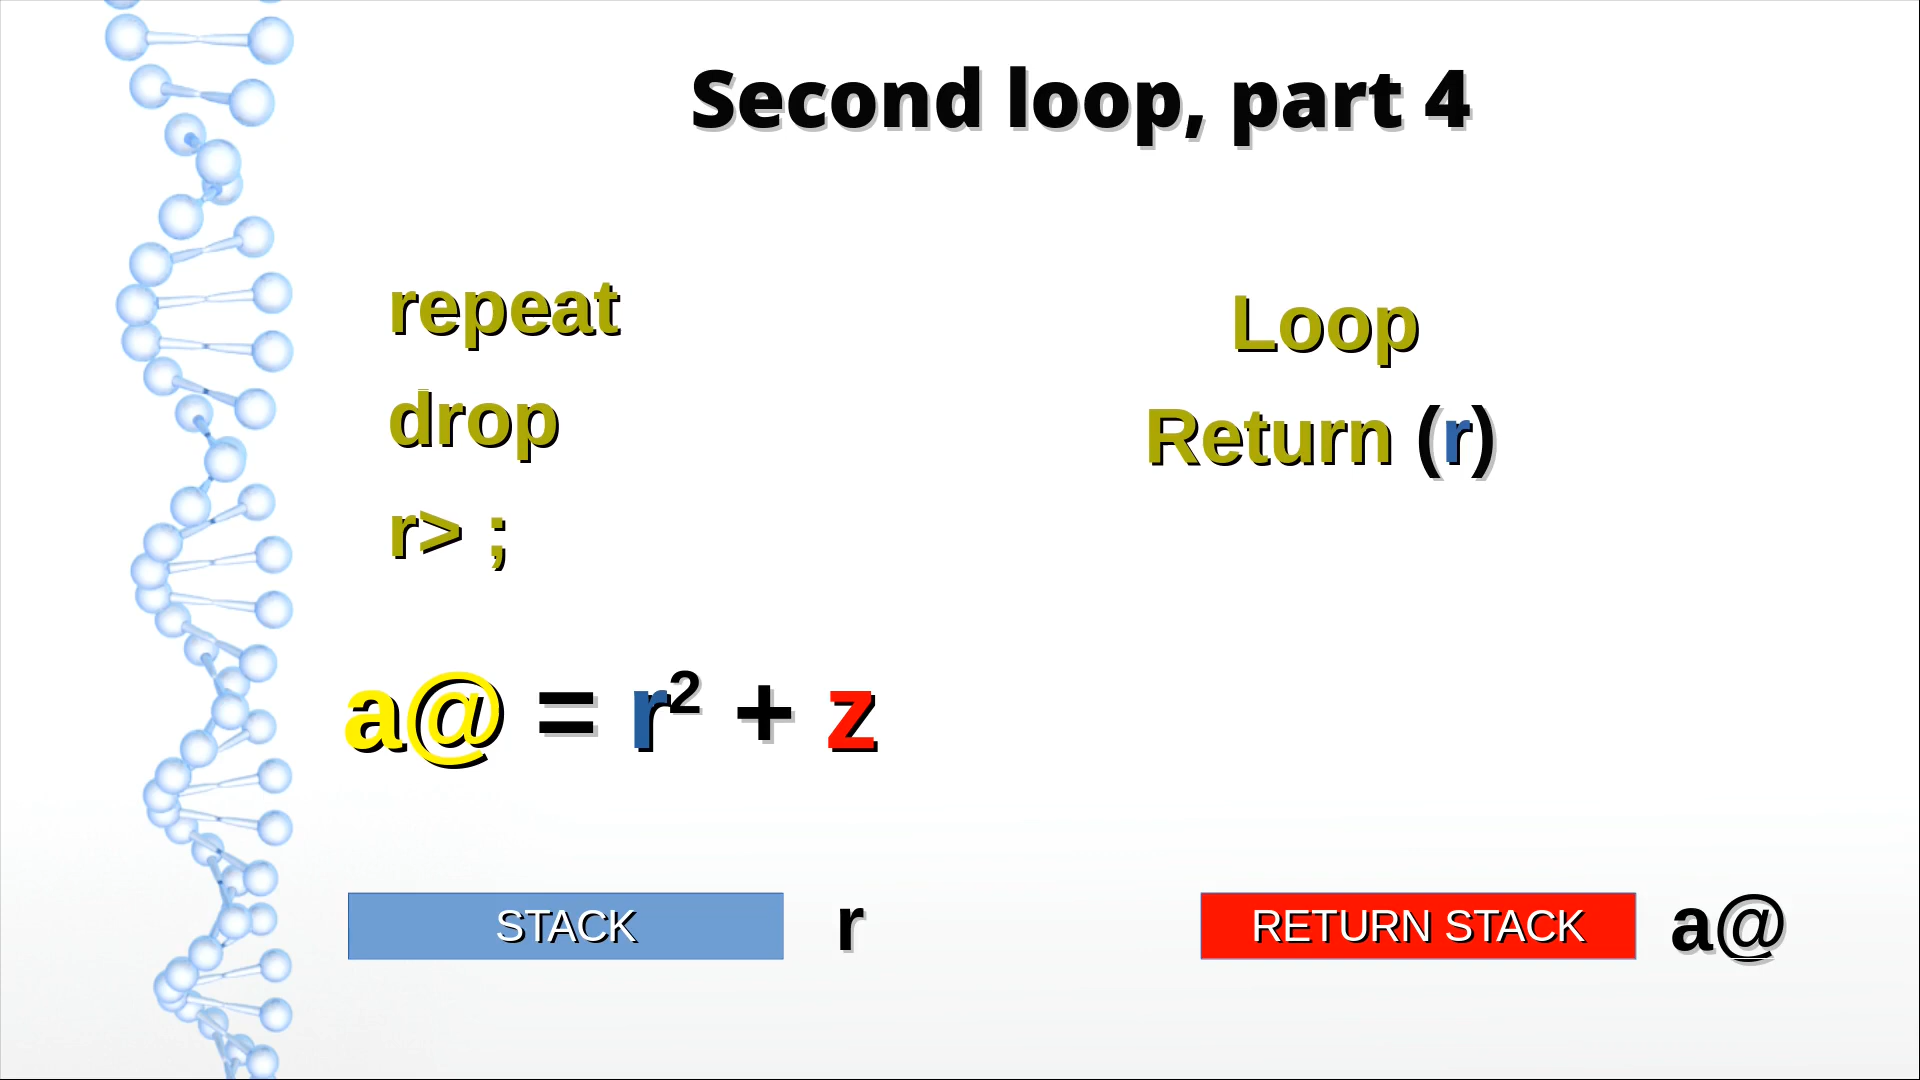 Second loop, part 4
repeat
drop
r> ;
Loop
Return (r)
a@ = r² + z
STACK
r
RETURN STACK
a@